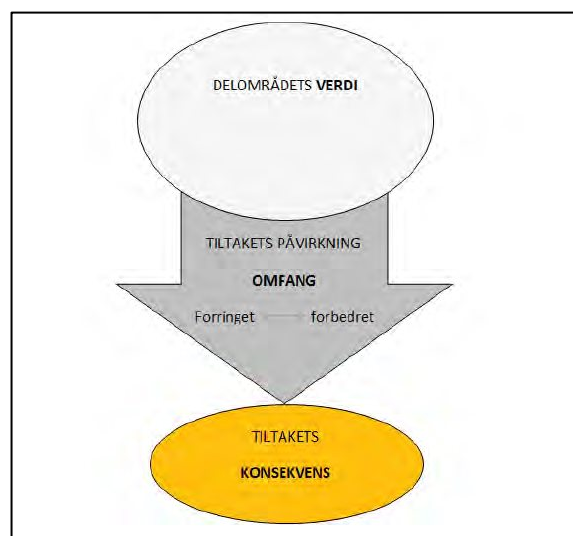 DELOMRÅDETS VERDI
TILTAKETS PÅVIRKNING
OMFANG
Forringet forbedret
TILTAKETS
KONSEKVENS